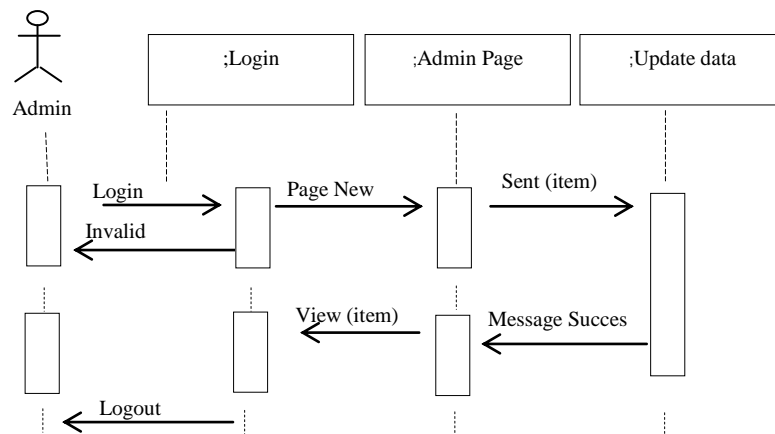 ;Login
;Admin Page
;Update data
Admin
Login
Page New
Sent (item)
Invalid
View (item)
Message Succes
Logout